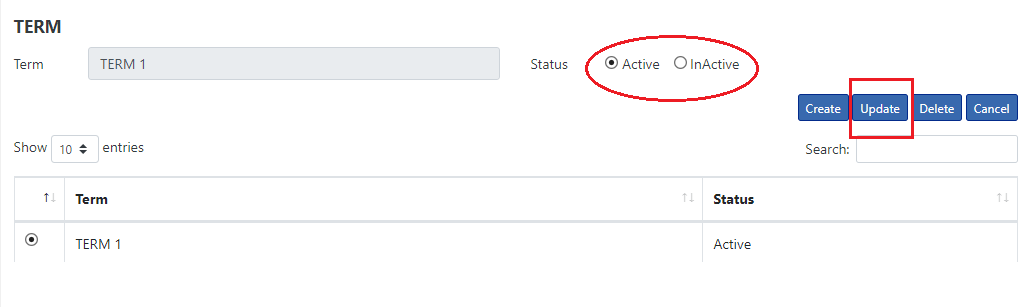 TERM
Term TERM 1 Status Active InActive
Create Update Delete Cancel
Show 10 entries Search:
Term Status
TERM 1 Active